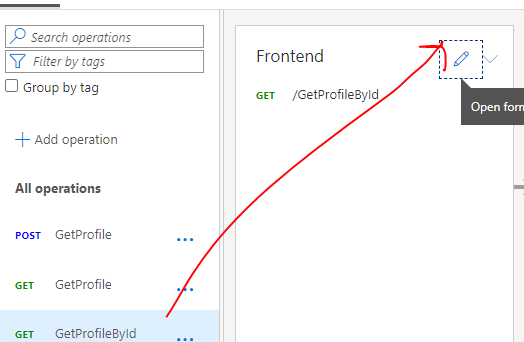 Search operations
Filter by tags
Group by tag
Add operation
All operations
POST GetProfile
GET GetProfile
GET GetProfileById
Frontend
GET /GetProfileById
Open form